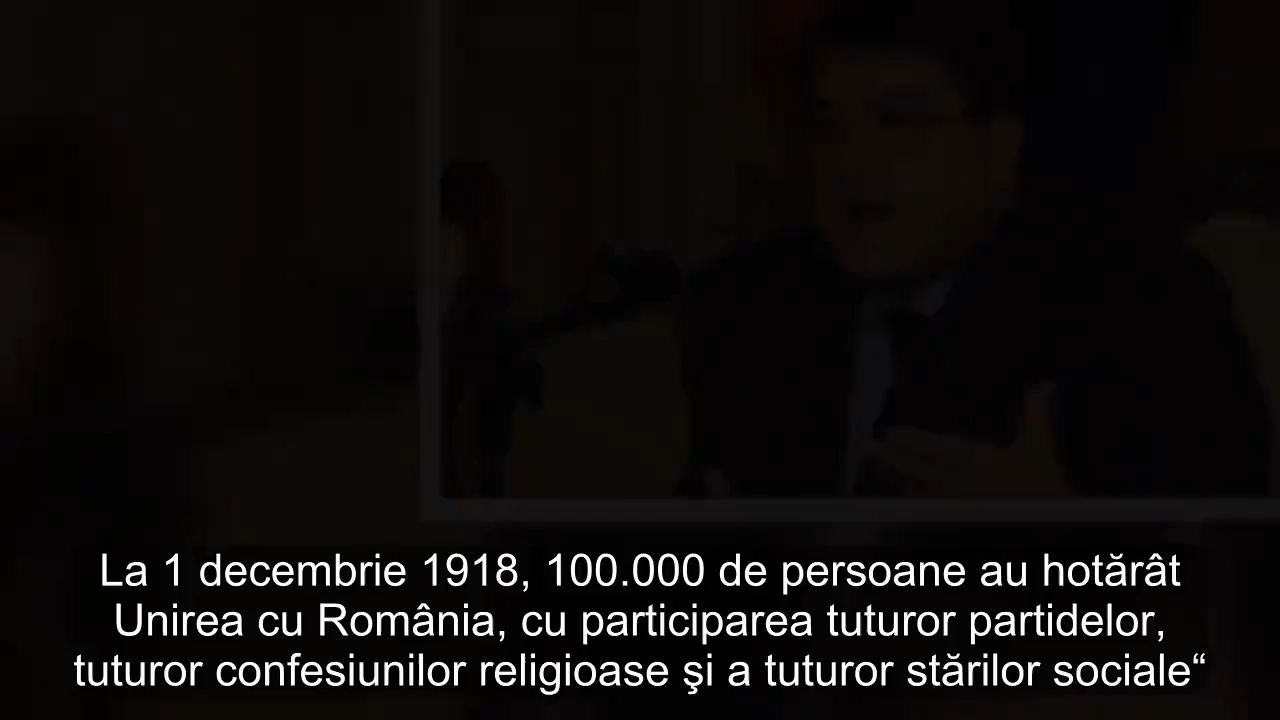 La 1 decembrie 1918, 100.000 de persoane au hotărât
Unirea cu România, cu participarea tuturor partidelor,
tuturor confesiunilor religioase şi a tuturor stărilor sociale“